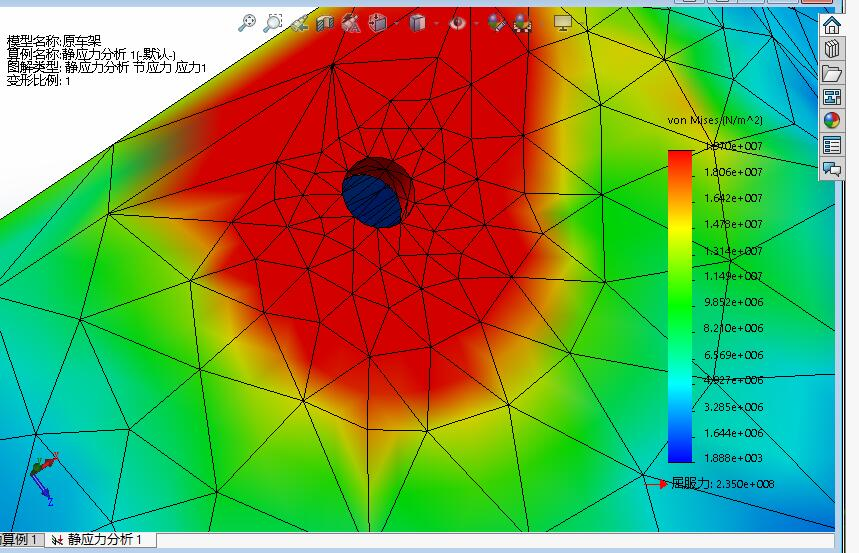 模型名称:原车架
算例名称:静应力分析 1(-默认-)
图解类型: 静应力分析 节应力 应力1
变形比例: 1
von Mises (N/m^2)
1.970e+007
1.806e+007
1.642e+007
1.478e+007
1.314e+007
1.149e+007
9.852e+006
8.210e+006
6.569e+006
4.927e+006
3.285e+006
1.644e+006
1.888e+003
屈服力: 2.350e+008
Z
算例 1
静应力分析 1